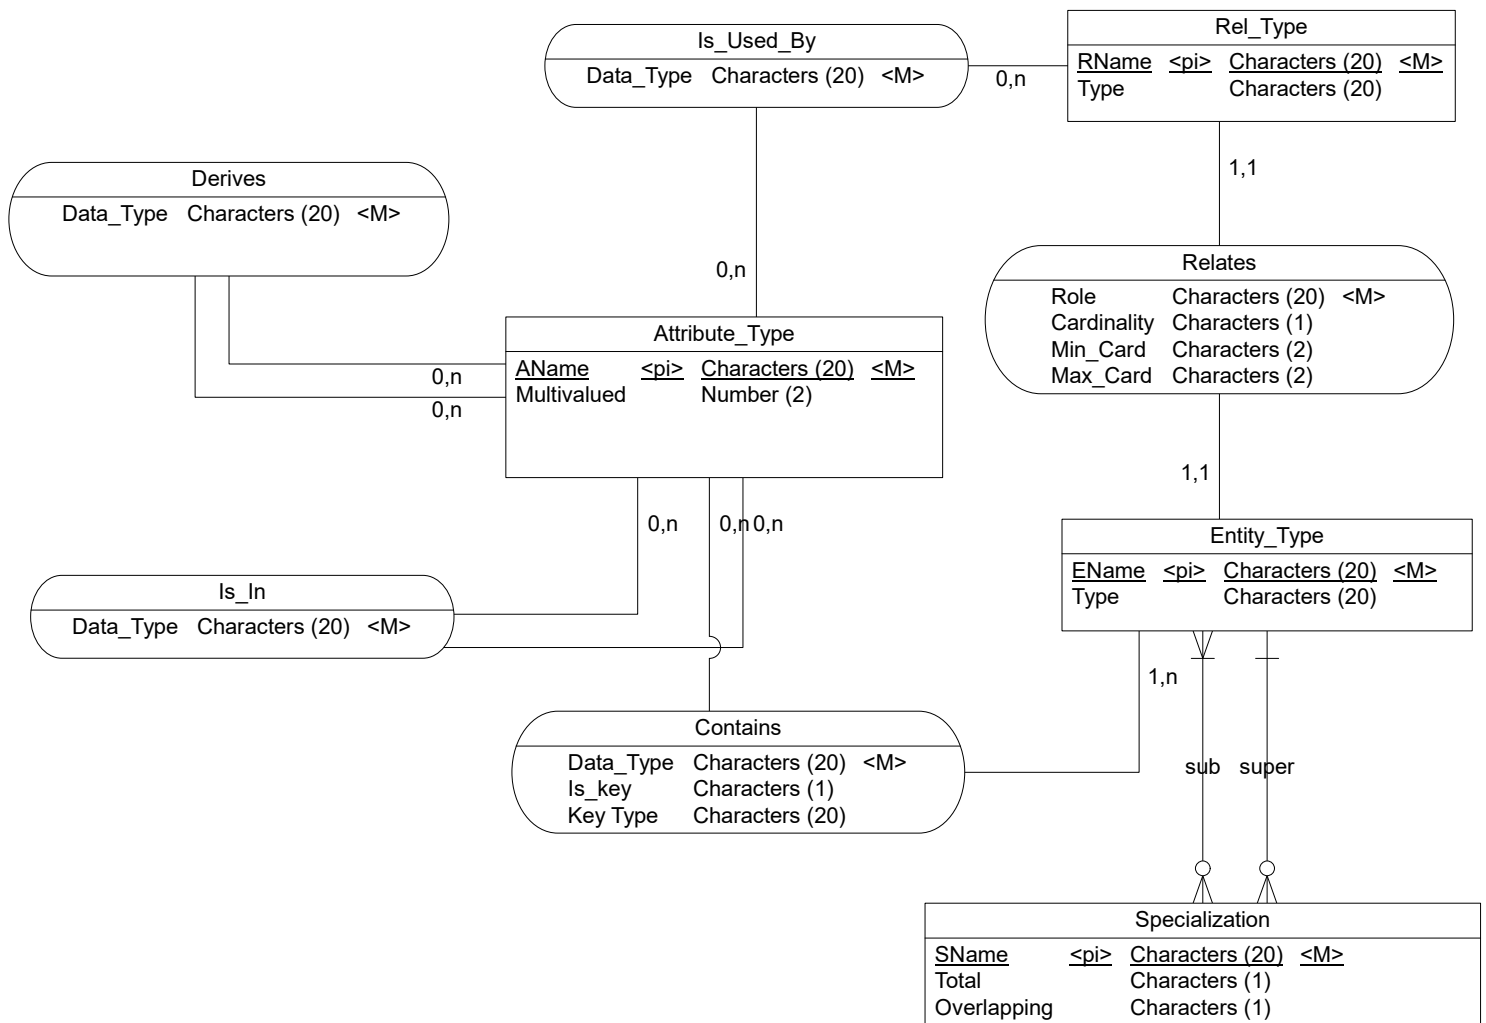 Is_Used_By
Data_Type Characters (20) <M>
0,n
Rel_Type
RName <pi> Characters (20) <M>
Type Characters (20)
1,1
Derives
Data_Type Characters (20) <M>
0,n
Relates
Role Characters (20) <M>
Cardinality Characters (1)
Min_Card Characters (2)
Max_Card Characters (2)
Attribute_Type
AName <pi> Characters (20) <M>
Multivalued Number (2)
0,n
0,n
1,1
0,n
0,n
0,n
Entity_Type
EName <pi> Characters (20) <M>
Type Characters (20)
Is_In
Data_Type Characters (20) <M>
1,n
Contains
Data_Type Characters (20) <M>
Is_key Characters (1)
Key Type Characters (20)
sub super
Specialization
SName <pi> Characters (20) <M>
Total Characters (1)
Overlapping Characters (1)